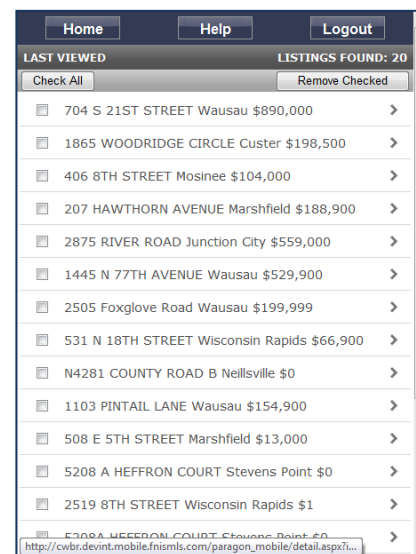 Home Help Logout
LAST VIEWED LISTINGS FOUND: 20
Check All Remove Checked
704 S 21ST STREET Wausau $890,000
1865 WOODRIDGE CIRCLE Custer $198,500
406 8TH STREET Mosinee $104,000
207 HAWTHORN AVENUE Marshfield $188,900
2875 RIVER ROAD Junction City $559,000
1445 N 77TH AVENUE Wausau $529,900
2505 Foxglove Road Wausau $199,999
531 N 18TH STREET Wisconsin Rapids $66,900
N4281 COUNTY ROAD B Neillsville $0
1103 PINTAIL LANE Wausau $154,900
508 E 5TH STREET Marshfield $13,000
5208 A HEFFRON COURT Stevens Point $0
2519 8TH STREET Wisconsin Rapids $1
HEFFRON COURT Stevens Point $0
http://cwbr.devint.mobile.fnismls.com/paragon_mobile/detail.aspx?i...